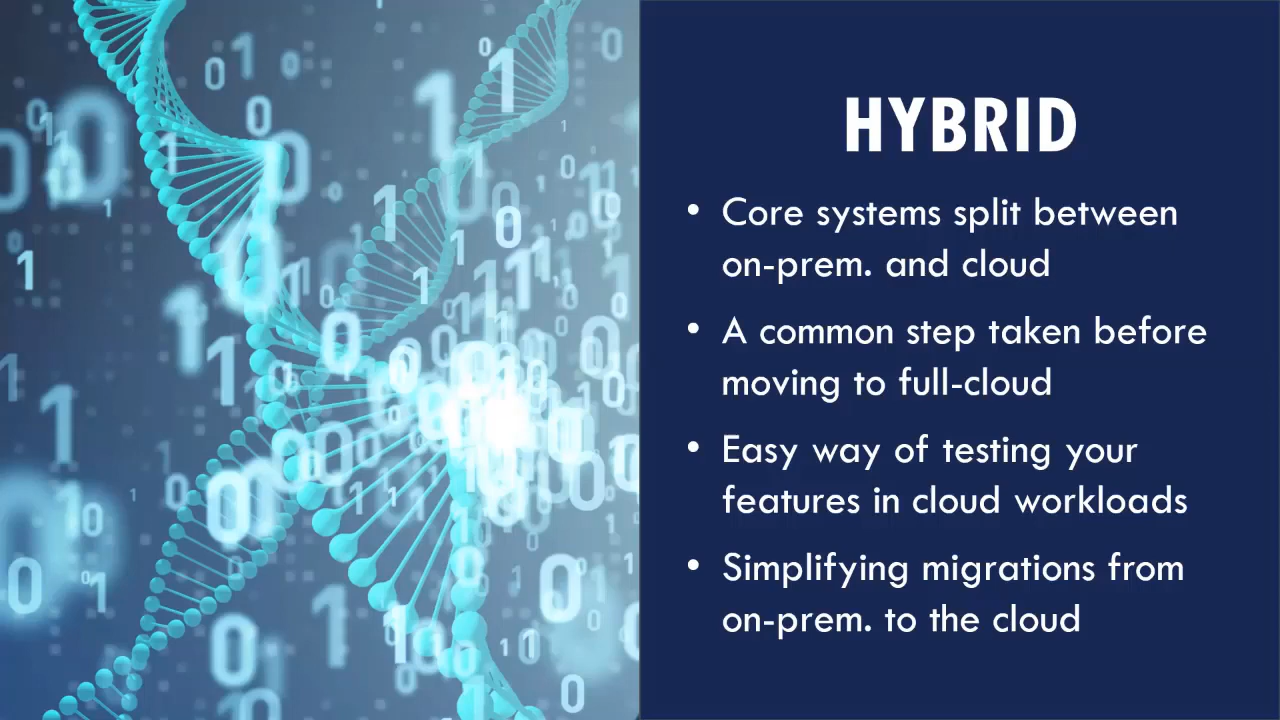 HYBRID
• Core systems split between
on-prem. and cloud
• A common step taken before
moving to full-cloud
• Easy way of testing your
features in cloud workloads
• Simplifying migrations from
on-prem. to the cloud